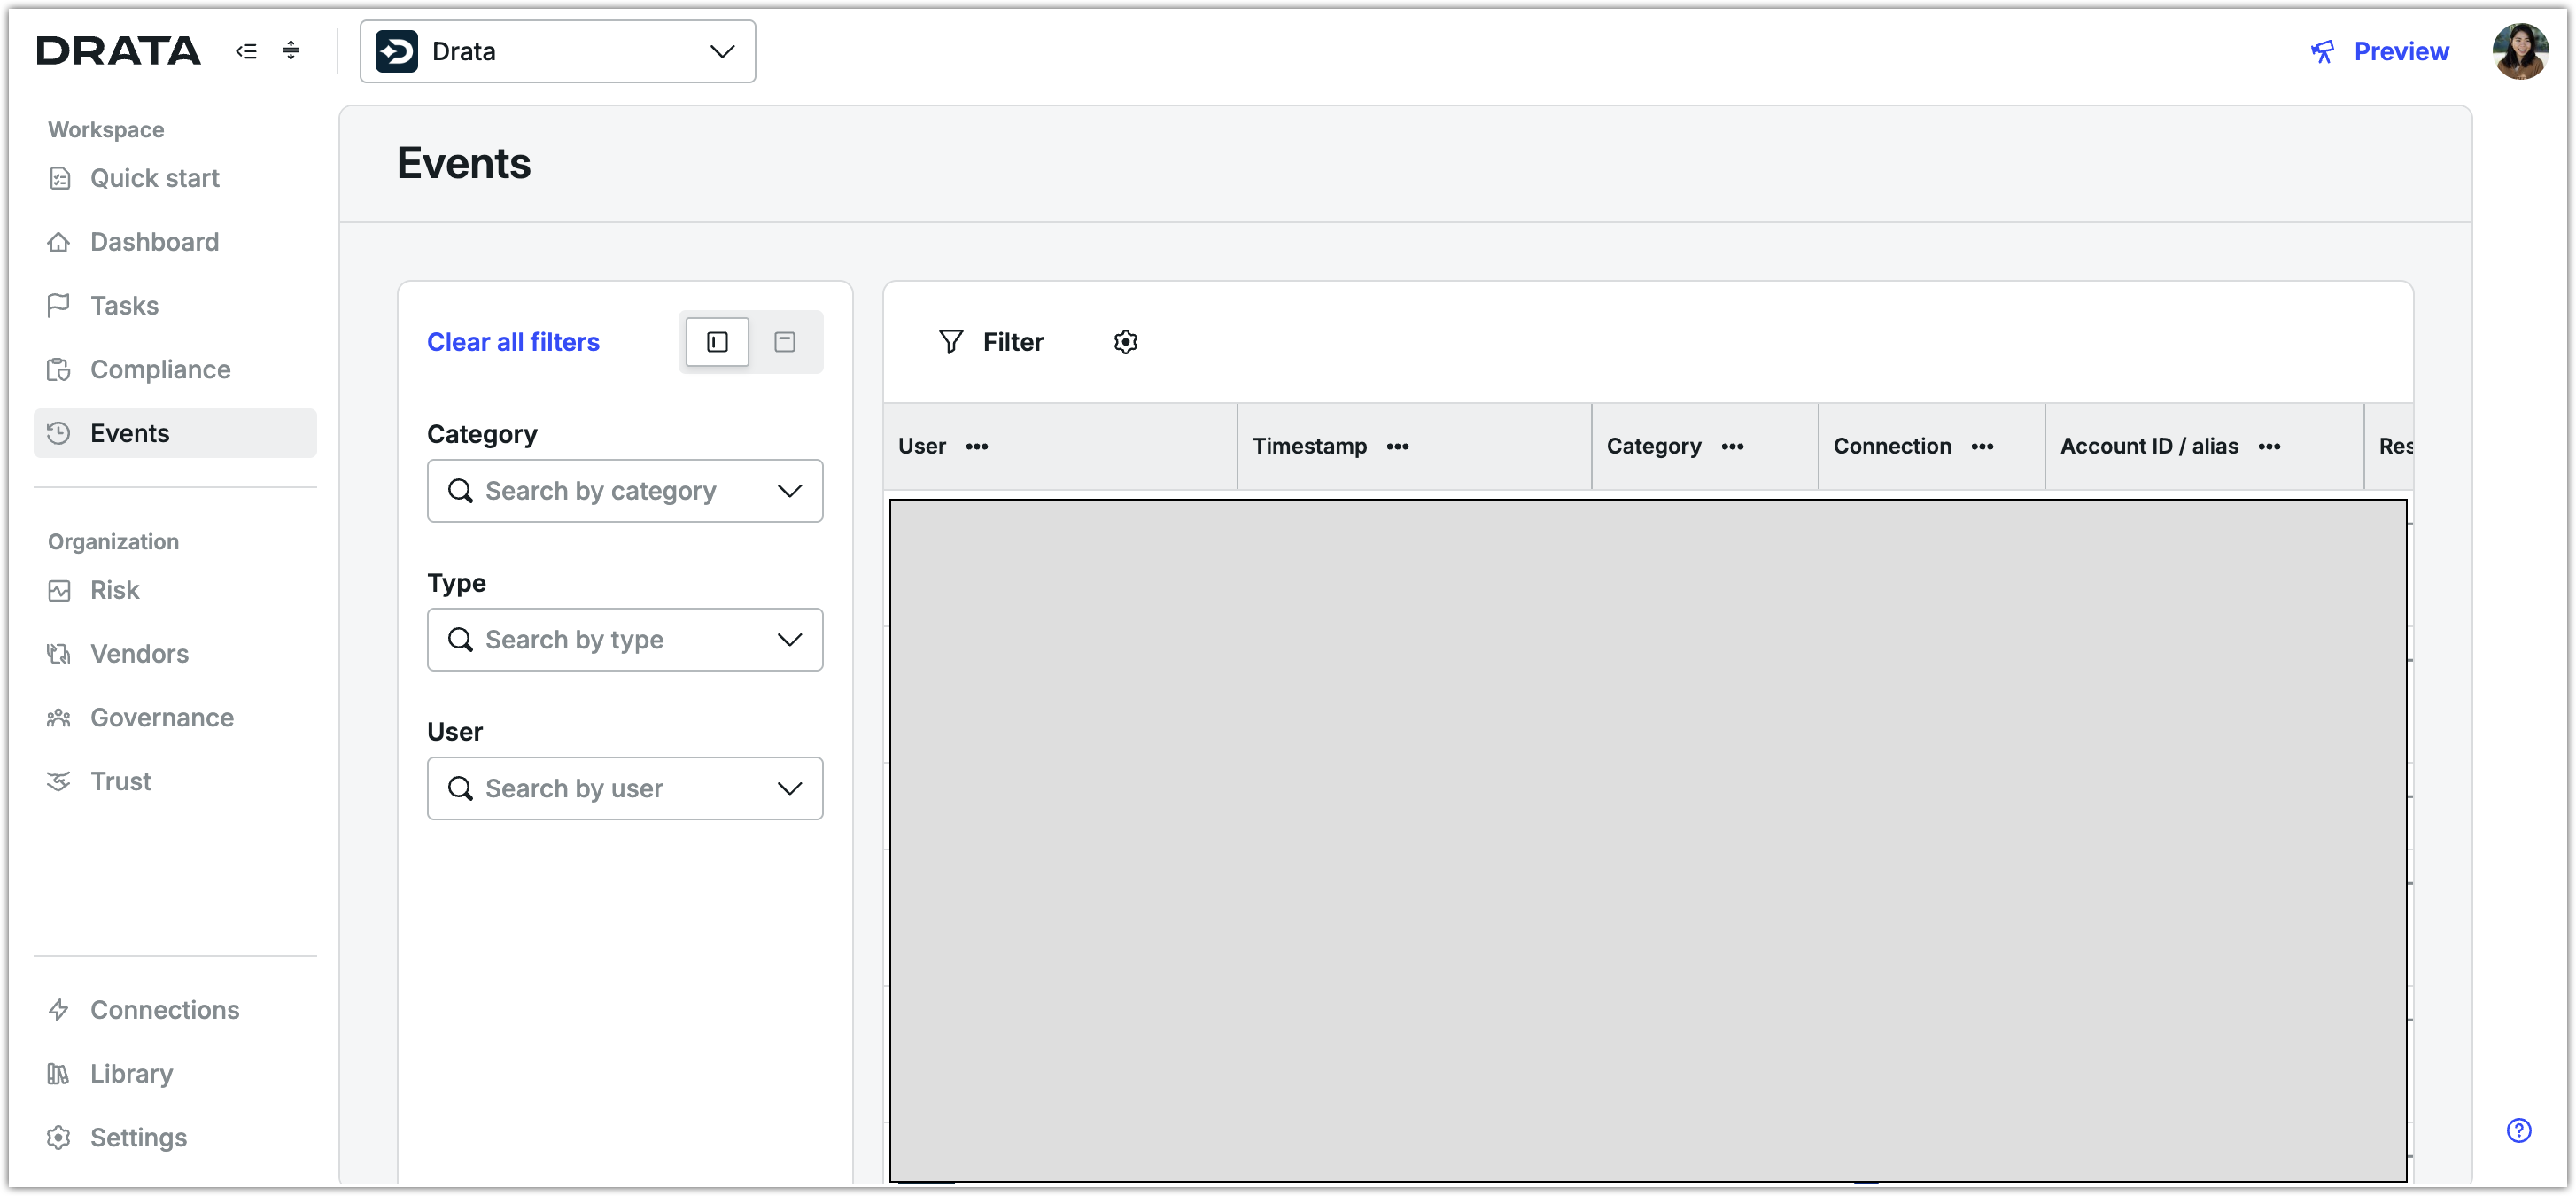 DRATA
Drata
Preview
Workspace
Quick start
Dashboard
Tasks
Compliance
Events
Organization
Risk
Vendors
Governance
Trust
Connections
Library
Settings
Events
Clear all filters
Category
Search by category
Type
Search by type
User
Search by user
Filter
User
Timestamp
Category
Connection
Account ID / alias
Res